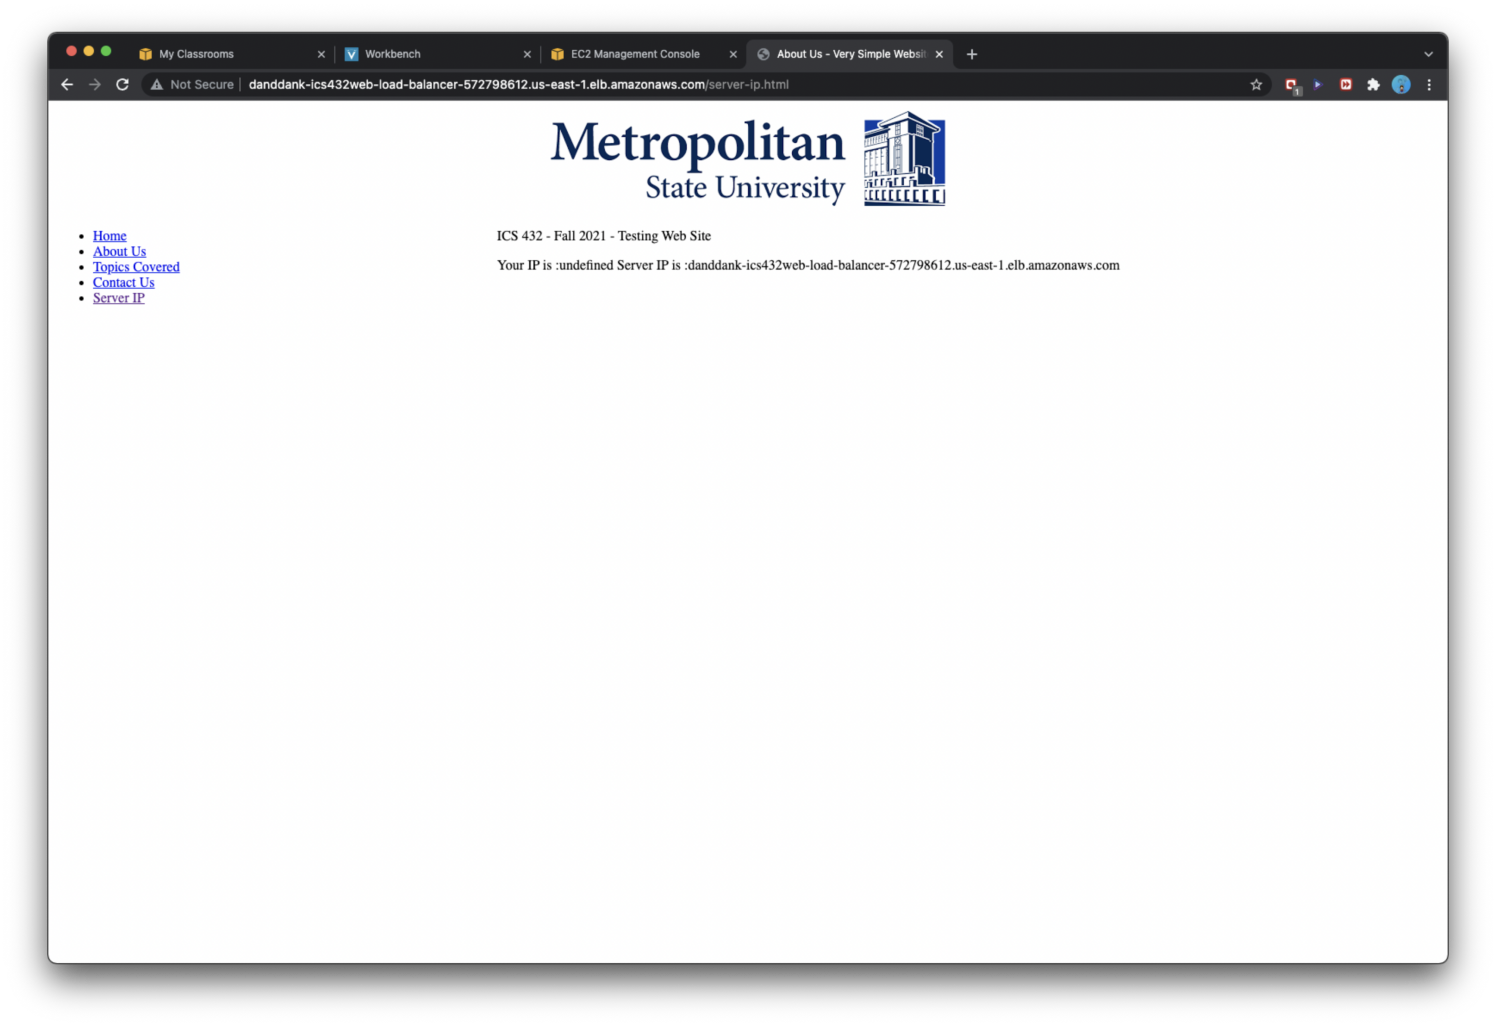 My Classrooms
Workbench
EC2 Management Console
About Us - Very Simple Websit
Not Secure
danddank-ics432web-load-balancer-572798612.us-east-1.elb.amazonaws.com/server-ip.html
1
Metropolitan
State University
Home
About Us
Topics Covered
Contact Us
Server IP
ICS 432 - Fall 2021 - Testing Web Site
Your IP is :undefined Server IP is :danddank-ics432web-load-balancer-572798612.us-east-1.elb.amazonaws.com